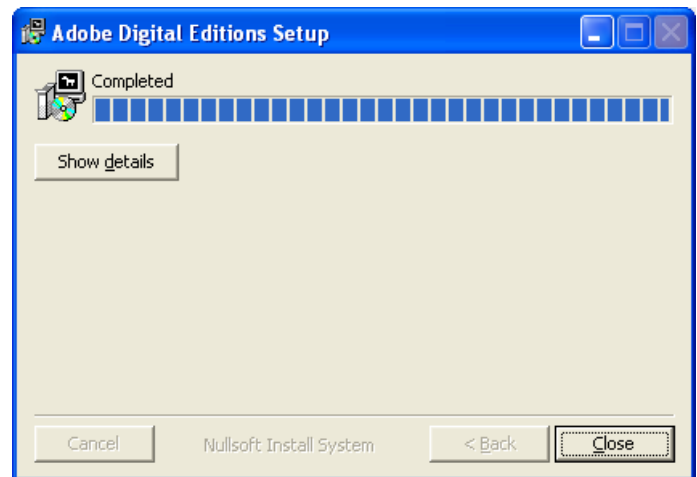 Adobe Digital Editions Setup
Completed
Show details
Cancel
Nullsoft Install System
< Back
Close